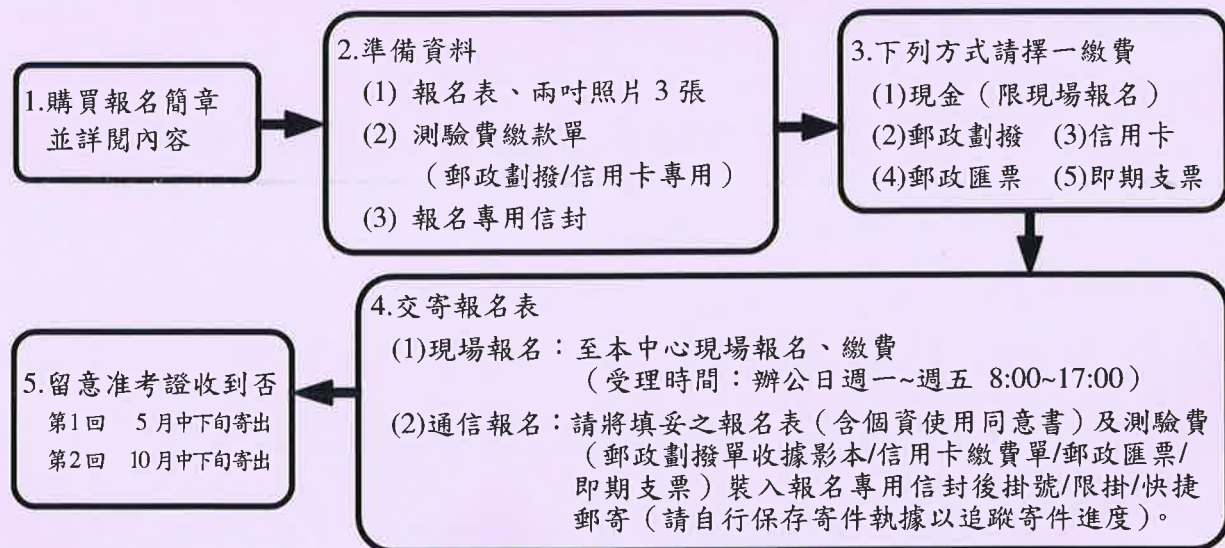 1.購買報名簡章
並詳閱內容
2.準備資料
(1) 報名表、兩吋照片 3 張
(2) 測驗費繳款單
（郵政劃撥/信用卡專用）
(3) 報名專用信封
3.下列方式請擇一繳費
(1)現金（限現場報名）
(2)郵政劃撥 (3)信用卡
(4)郵政匯票 (5)即期支票
4.交寄報名表
(1)現場報名：至本中心現場報名、繳費
（受理時間：辦公日週一~週五 8:00~17:00）
(2)通信報名：請將填妥之報名表（含個資使用同意書）及測驗費
（郵政劃撥單收據影本/信用卡繳費單/郵政匯票/
即期支票）裝入報名專用信封後掛號/限掛/快捷
郵寄（請自行保存寄件執據以追蹤寄件進度）。
5.留意准考證收到否
第1回 5 月中下旬寄出
第2回 10 月中下旬寄出